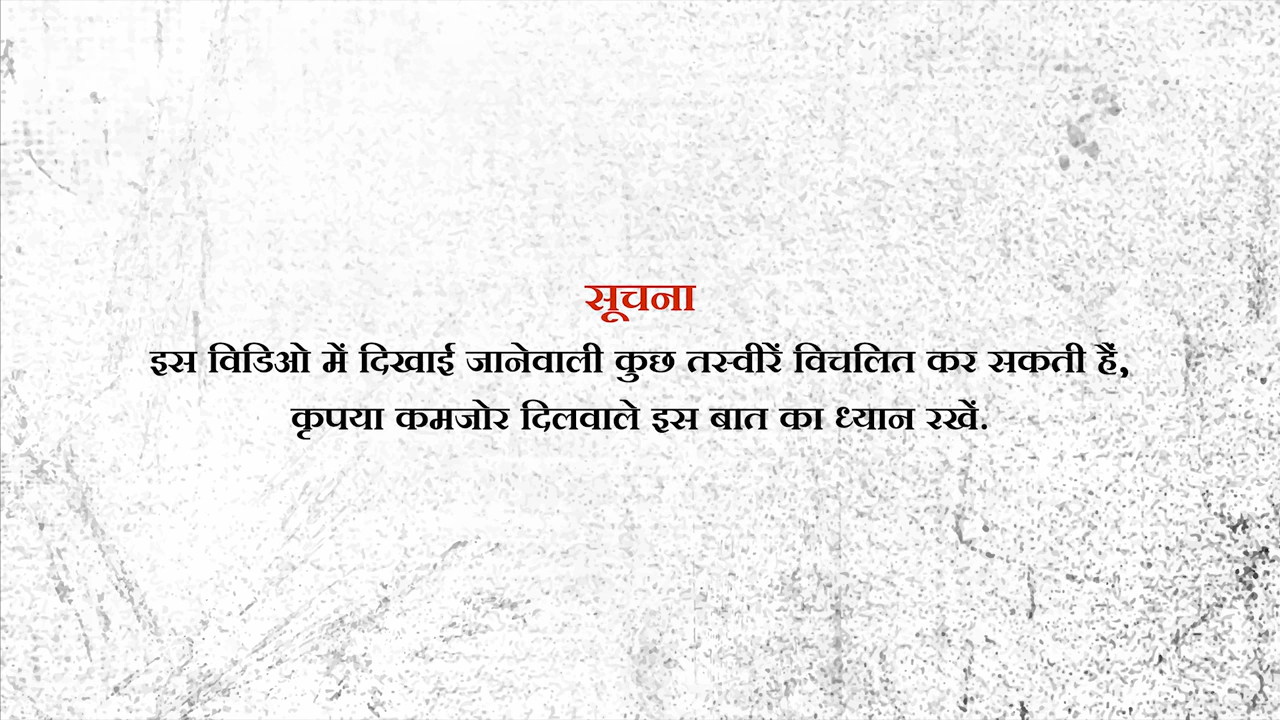 सूचना
इस विडिओ में दिखाई जानेवाली कुछ तस्वीरें विचलित कर सकती हैं,
कृपया कमजोर दिलवाले इस बात का ध्यान रखें.